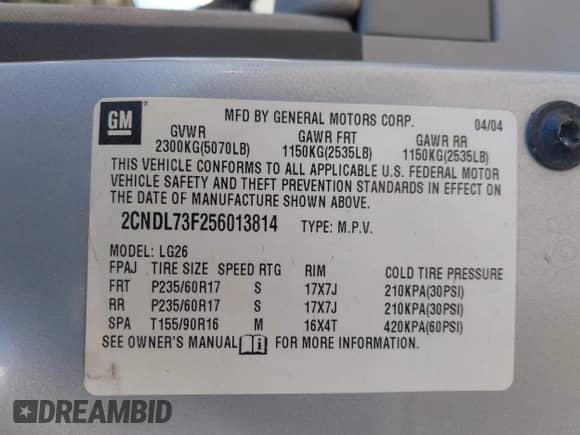 GM
MFD BY GENERAL MOTORS CORP. 04/04
GVWR GAWR FRT GAWR RR
2300KG(5070LB) 1150KG(2535LB) 1150KG(2535LB)
THIS VEHICLE CONFORMS TO ALL APPLICABLE U.S. FEDERAL MOTOR
VEHICLE SAFETY AND THEFT PREVENTION STANDARDS IN EFFECT ON
THE DATE OF MANUFACTURE SHOWN ABOVE.
2CNDL73F256013814 TYPE: M.P.V.
MODEL: LG26
FPAJ TIRE SIZE SPEED RTG RIM COLD TIRE PRESSURE
FRT P235/60R17 S 17X7J 210KPA(30PSI)
RR P235/60R17 S 17X7J 210KPA(30PSI)
SPA T155/90R16 M 16X4T 420KPA(60PSI)
SEE OWNER'S MANUAL FOR MORE INFORMATION.
DREAMBID